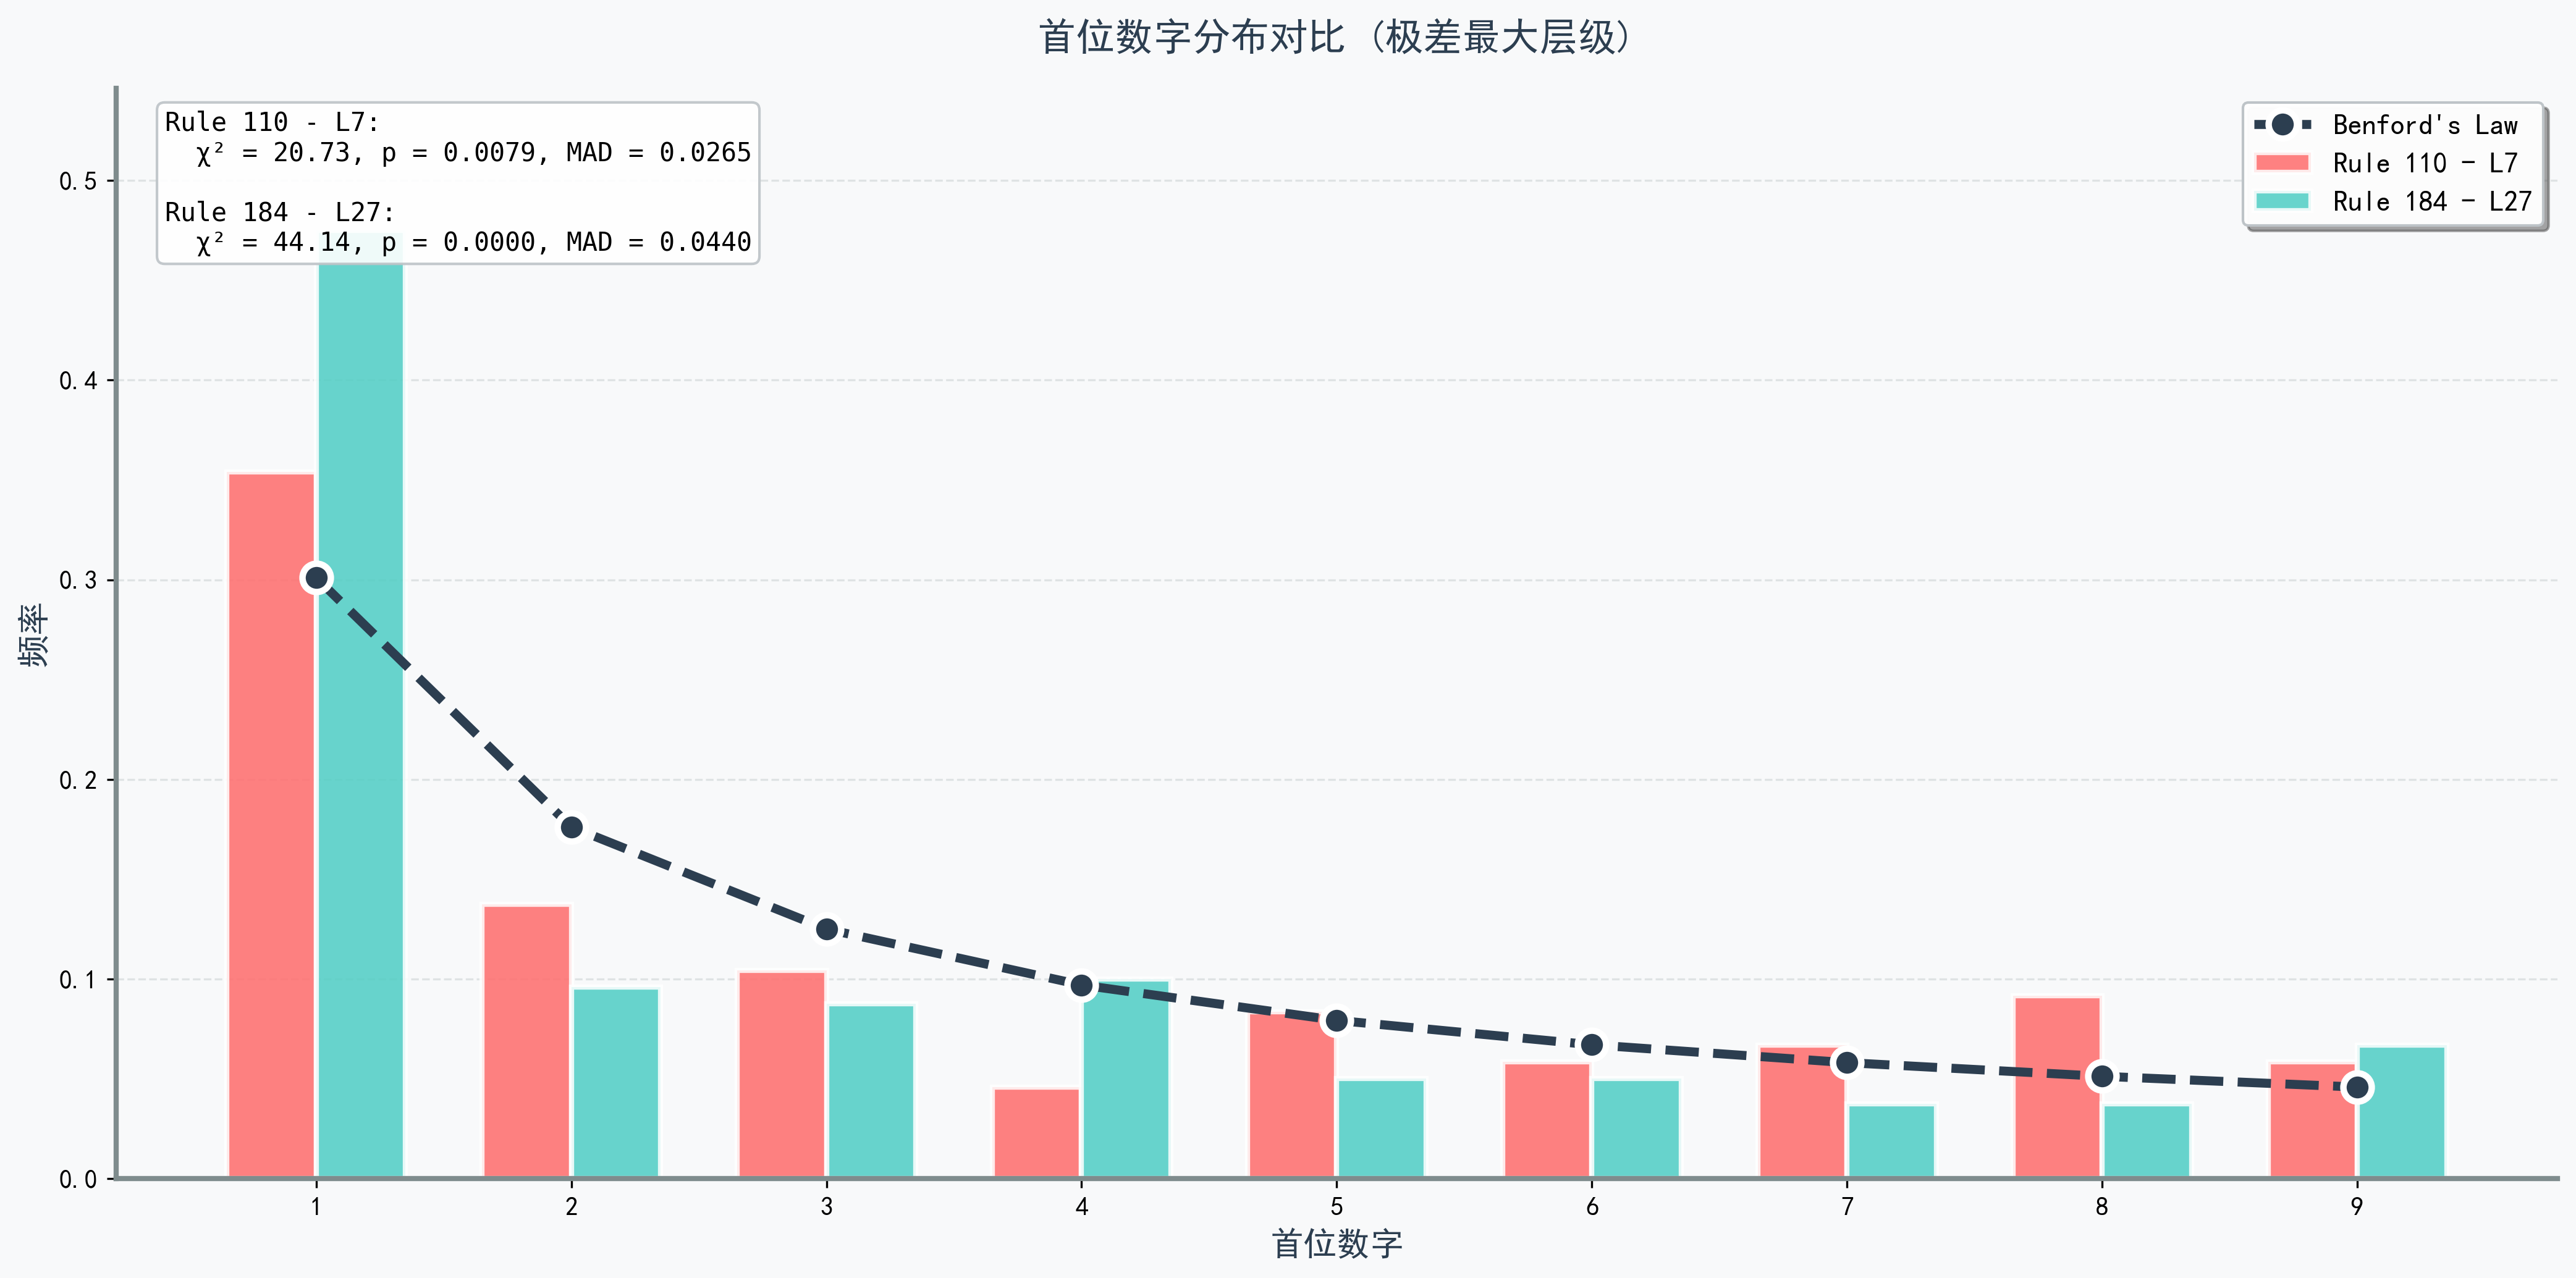 首位数字分布对比 (极差最大层级)
Rule 110 - L7:
χ² = 20.73, p = 0.0079, MAD = 0.0265
Rule 184 - L27:
χ² = 44.14, p = 0.0000, MAD = 0.0440
Benford's Law
Rule 110 - L7
Rule 184 - L27
0.5
0.4
0.3
0.2
0.1
0.0
频率
1 2 3 4 5 6 7 8 9
首位数字